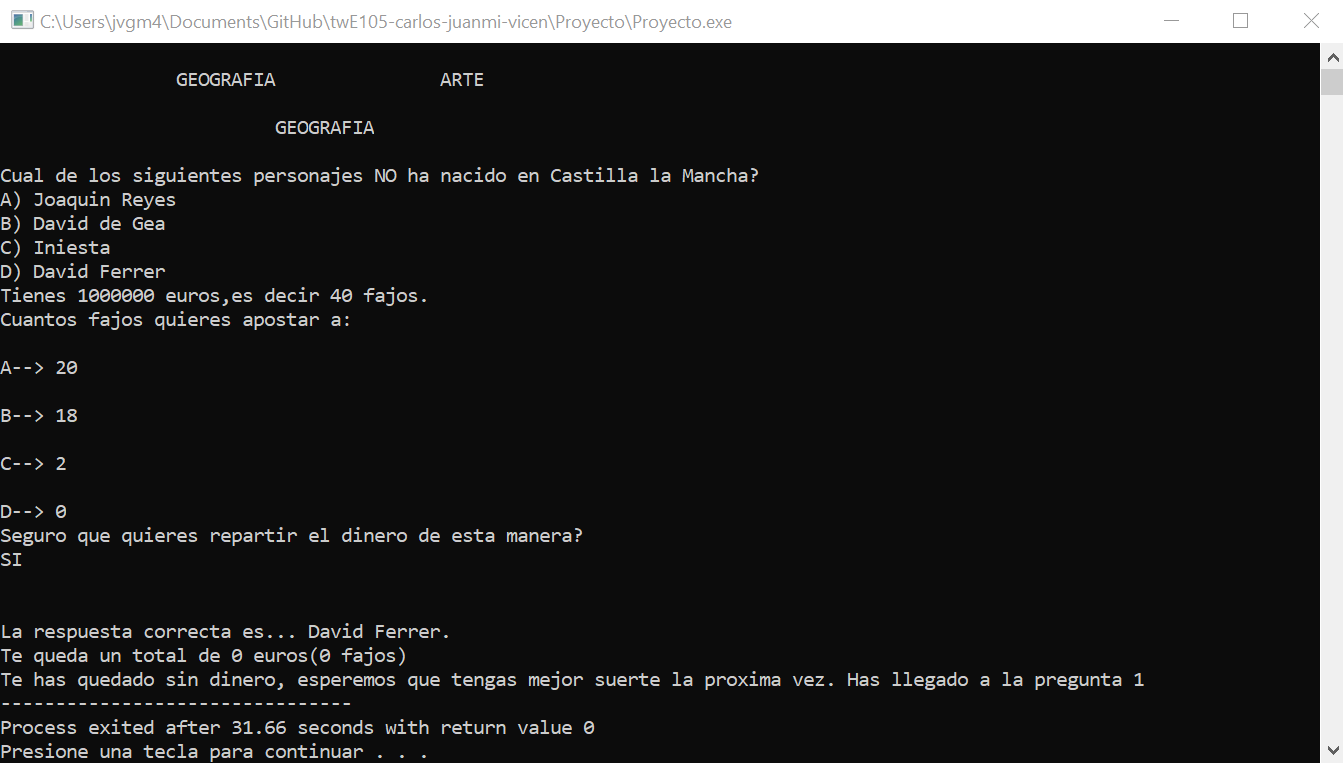 C:\Users\jvgm4\Documents\GitHub\twE105-carlos-juanmi-vicen\Proyecto\Proyecto.exe
GEOGRAFIA ARTE
GEOGRAFIA
Cual de los siguientes personajes NO ha nacido en Castilla la Mancha?
A) Joaquin Reyes
B) David de Gea
C) Iniesta
D) David Ferrer
Tienes 1000000 euros,es decir 40 fajos.
Cuantos fajos quieres apostar a:
A--> 20
B--> 18
C--> 2
D--> 0
Seguro que quieres repartir el dinero de esta manera?
SI
La respuesta correcta es... David Ferrer.
Te queda un total de 0 euros(0 fajos)
Te has quedado sin dinero, esperemos que tengas mejor suerte la proxima vez. Has llegado a la pregunta 1
--------------------------------
Process exited after 31.66 seconds with return value 0
Presione una tecla para continuar . . .